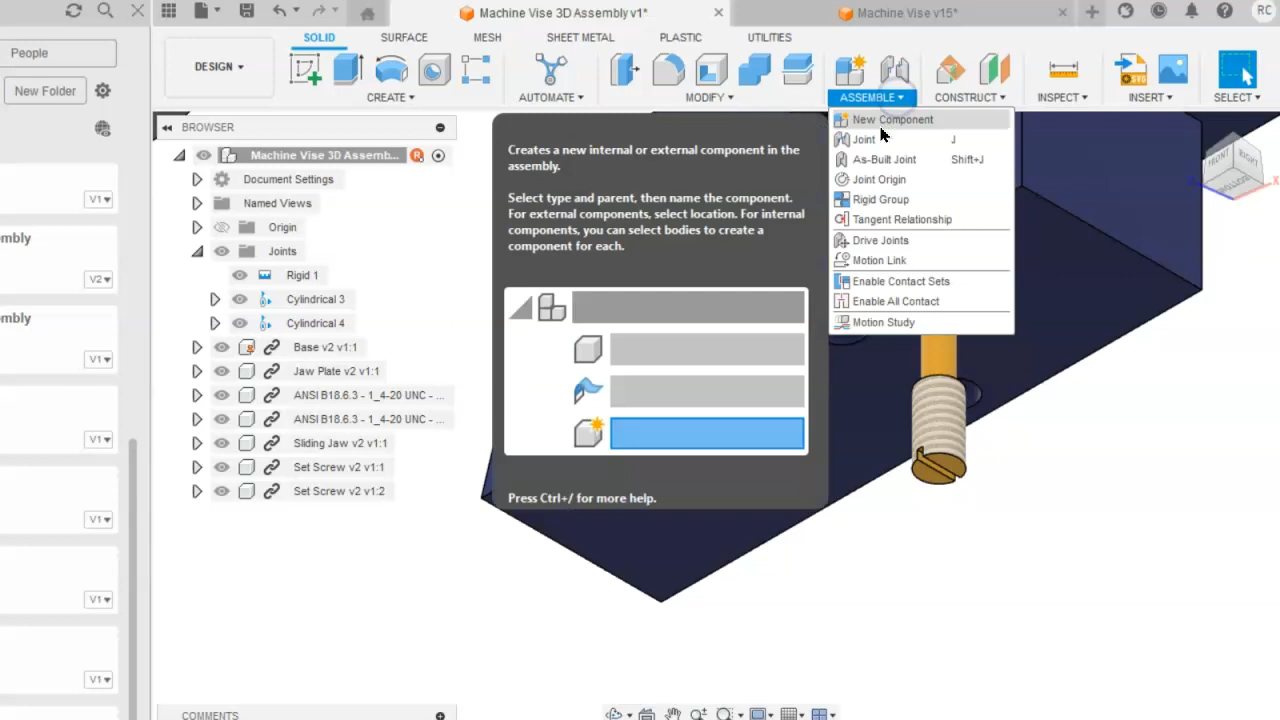 Machine Vise 3D Assembly v1*
Machine Vise v15*
RC
People
New Folder
DESIGN
SOLID
SURFACE
MESH
SHEET METAL
PLASTIC
UTILITIES
CREATE
AUTOMATE
MODIFY
ASSEMBLE
CONSTRUCT
INSPECT
INSERT
SELECT
BROWSER
Machine Vise 3D Assemb...
R
Document Settings
Named Views
Origin
Joints
Rigid 1
Cylindrical 3
Cylindrical 4
Base v2 v1:1
Jaw Plate v2 v1:1
ANSI B18.6.3 - 1_4-20 UNC - ...
ANSI B18.6.3 - 1_4-20 UNC - ...
Sliding Jaw v2 v1:1
Set Screw v2 v1:1
Set Screw v2 v1:2
V1
mbly
V2
mbly
V1
V1
V1
V1
V1
Creates a new internal or external component in the
assembly.
Select type and parent, then name the component.
For external components, select location. For internal
components, you can select bodies to create a
component for each.
Press Ctrl+/ for more help.
New Component
Joint J
As-Built Joint Shift+J
Joint Origin
Rigid Group
Tangent Relationship
Drive Joints
Motion Link
Enable Contact Sets
Enable All Contact
Motion Study
SVG
FRONT
RIGHT
BOTTOM
X
COMMENTS